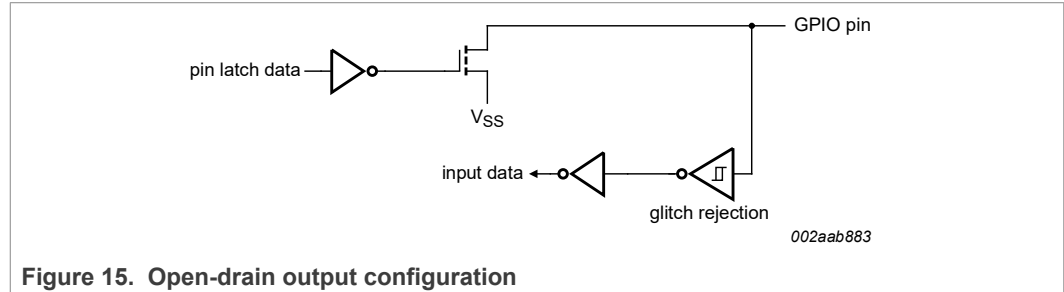 GPIO pin
pin latch data
VSS
input data
glitch rejection
002aab883
Figure 15. Open-drain output configuration